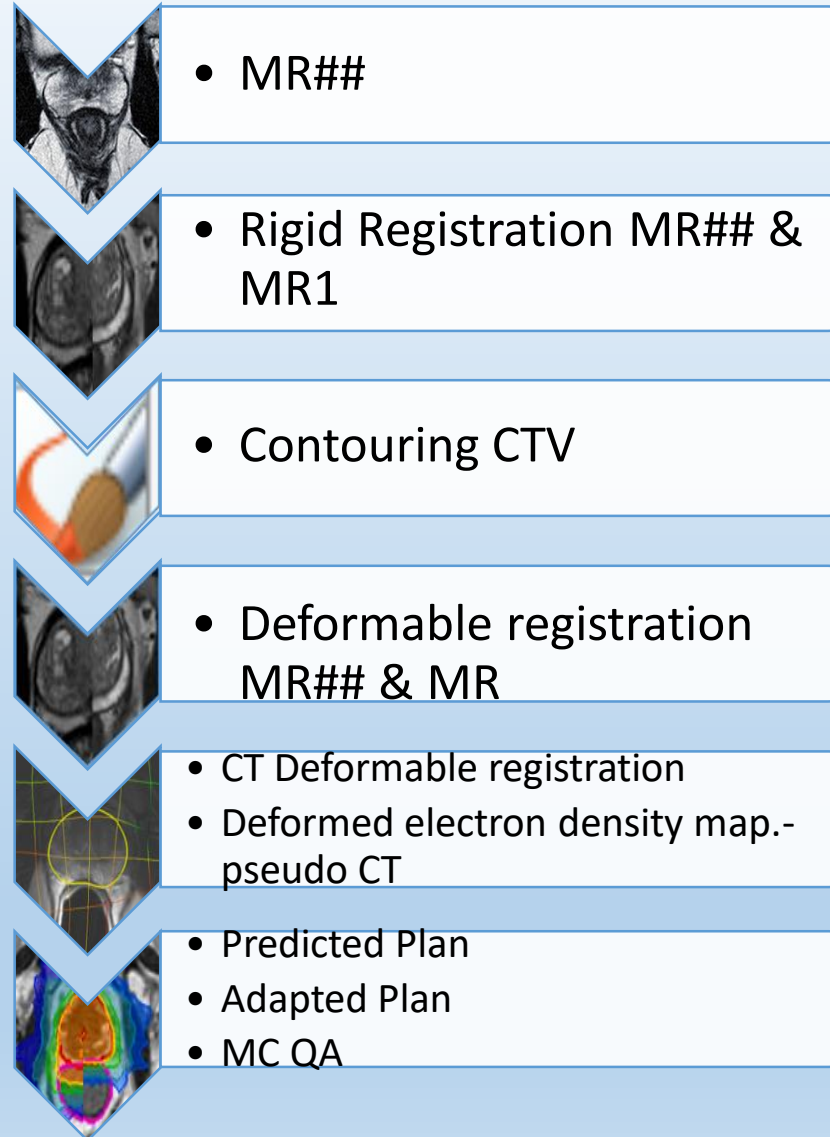 • MR##
• Rigid Registration MR## &
MR1
• Contouring CTV
• Deformable registration
MR## & MR
• CT Deformable registration
• Deformed electron density map.-
pseudo CT
• Predicted Plan
• Adapted Plan
• MC QA